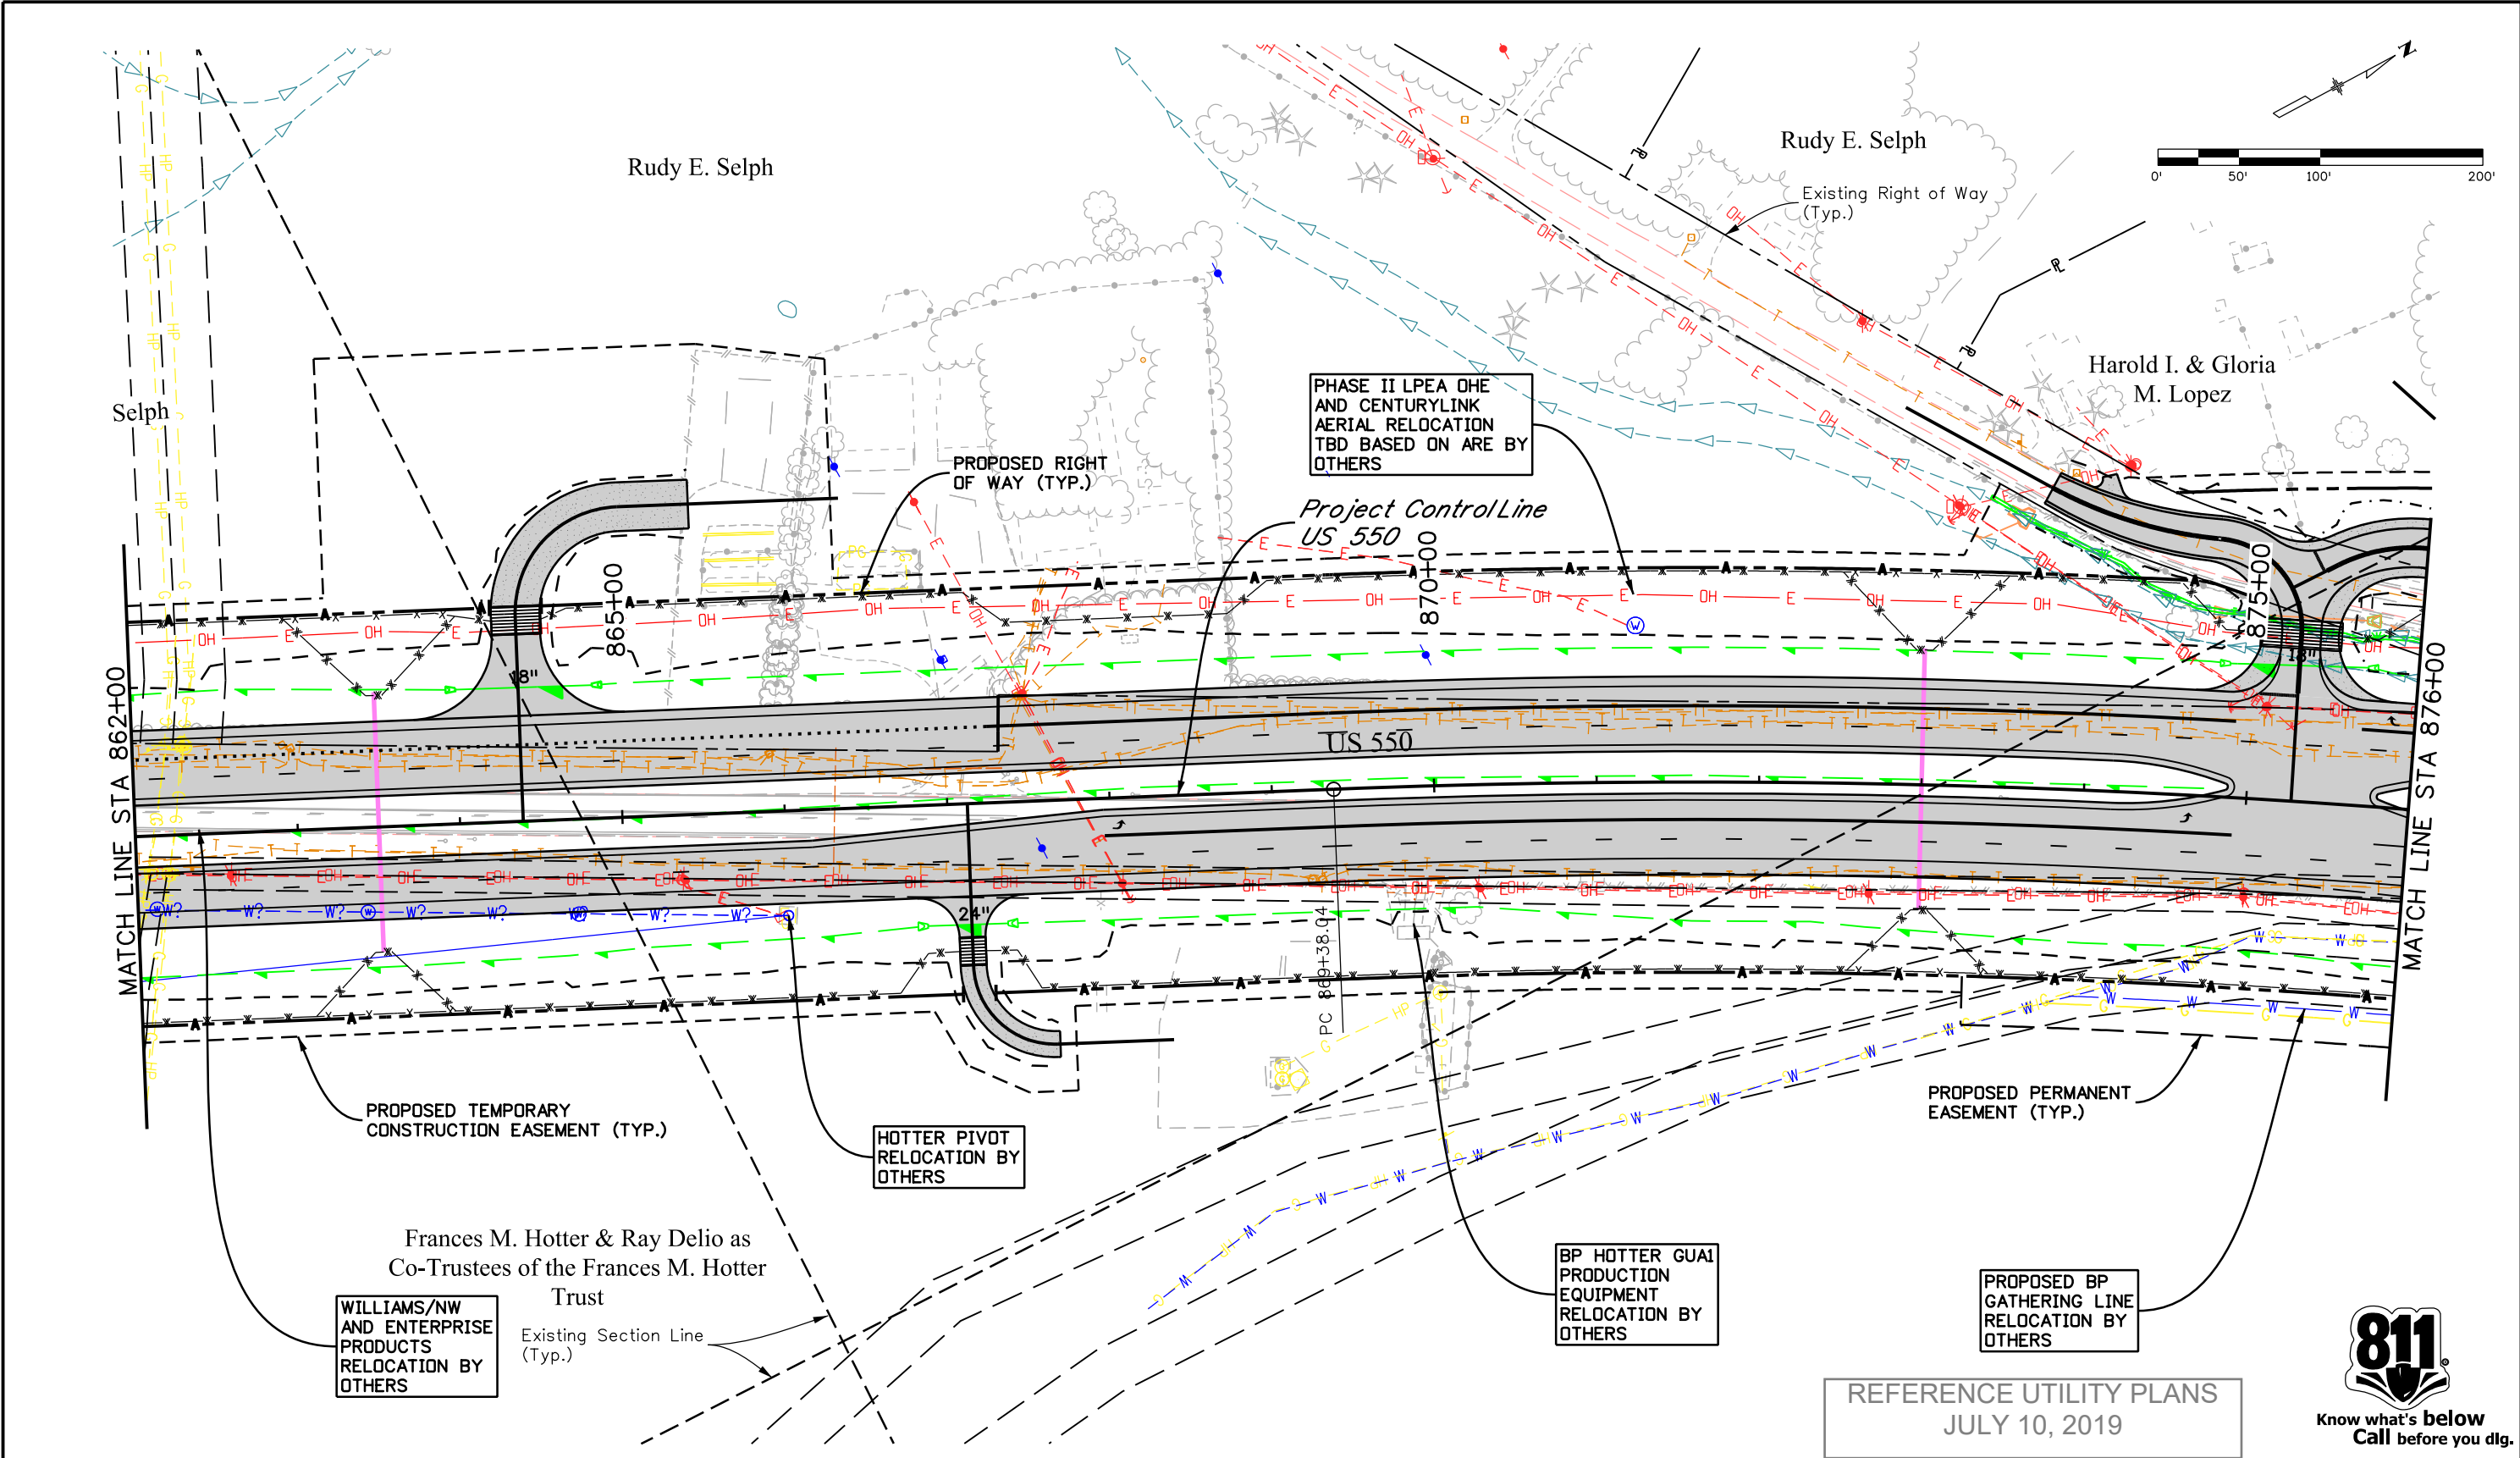 N
0'
50'
100'
200'
Rudy E. Selph
Rudy E. Selph
Existing Right of Way
(Typ.)
Harold I. & Gloria
M. Lopez
Selph
PHASE II LPEA OHE
AND CENTURYLINK
AERIAL RELOCATION
TBD BASED ON ARE BY
OTHERS
PROPOSED RIGHT
OF WAY (TYP.)
Project Control Line
US 550
865+00
870+00
875+00
MATCH LINE STA 862+00
MATCH LINE STA 876+00
18"
18"
US 550
24"
PC 869+38.04
PROPOSED TEMPORARY
CONSTRUCTION EASEMENT (TYP.)
HOTTER PIVOT
RELOCATION BY
OTHERS
PROPOSED PERMANENT
EASEMENT (TYP.)
Frances M. Hotter & Ray Delio as
Co-Trustees of the Frances M. Hotter
Trust
WILLIAMS/NW
AND ENTERPRISE
PRODUCTS
RELOCATION BY
OTHERS
Existing Section Line
(Typ.)
BP HOTTER GUA1
PRODUCTION
EQUIPMENT
RELOCATION BY
OTHERS
PROPOSED BP
GATHERING LINE
RELOCATION BY
OTHERS
REFERENCE UTILITY PLANS
JULY 10, 2019
811
Know what's below
Call before you dig.